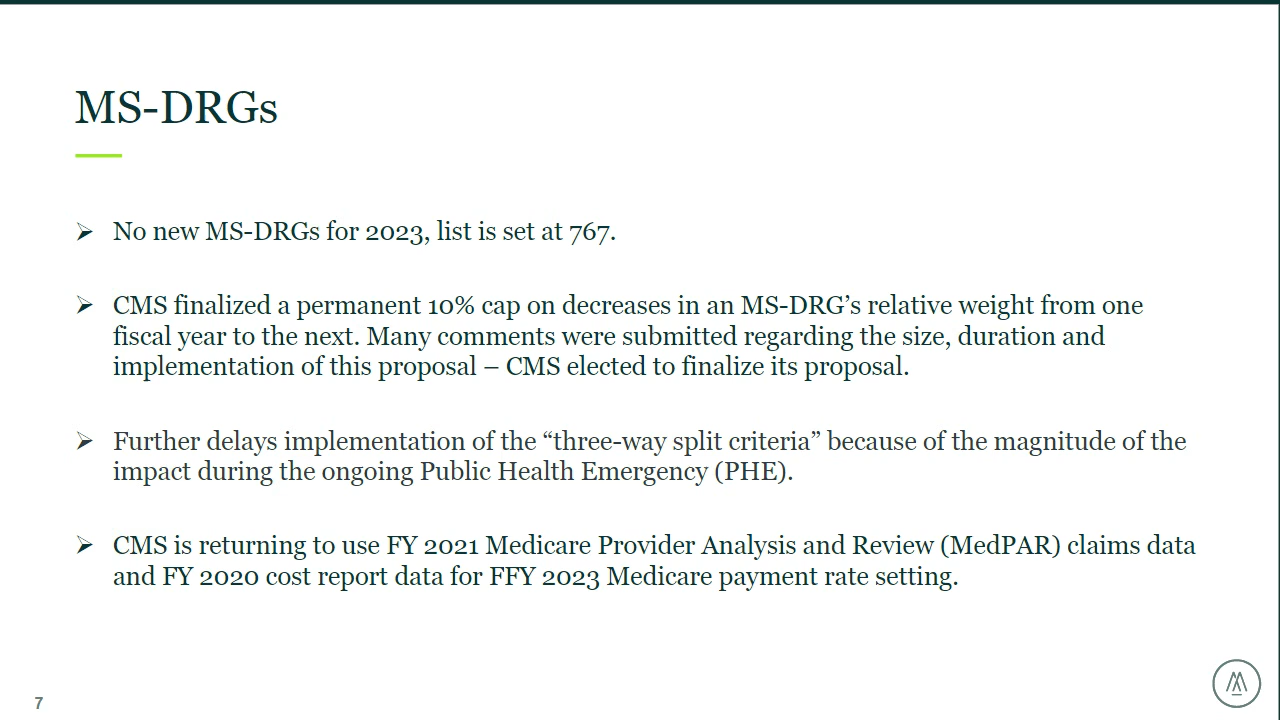 MS-DRGs
➢ No new MS-DRGs for 2023, list is set at 767.
➢ CMS finalized a permanent 10% cap on decreases in an MS-DRG’s relative weight from one
fiscal year to the next. Many comments were submitted regarding the size, duration and
implementation of this proposal – CMS elected to finalize its proposal.
➢ Further delays implementation of the “three-way split criteria” because of the magnitude of the
impact during the ongoing Public Health Emergency (PHE).
➢ CMS is returning to use FY 2021 Medicare Provider Analysis and Review (MedPAR) claims data
and FY 2020 cost report data for FFY 2023 Medicare payment rate setting.
7